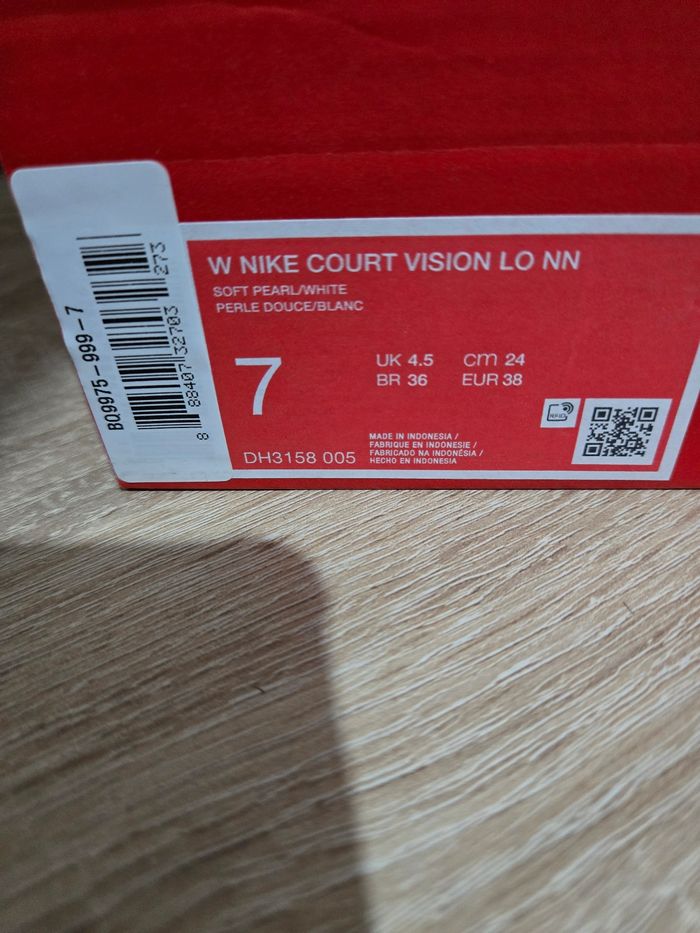 W NIKE COURT VISION LO NN
SOFT PEARL/WHITE
PERLE DOUCE/BLANC
7
UK 4.5 cm 24
BR 36 EUR 38
RFID
DH3158 005
MADE IN INDONESIA /
FABRIQUE EN INDONESIE /
FABRICADO NA INDONÉSIA /
HECHO EN INDONESIA
BQ9975-999-7
8 88407 32703
273